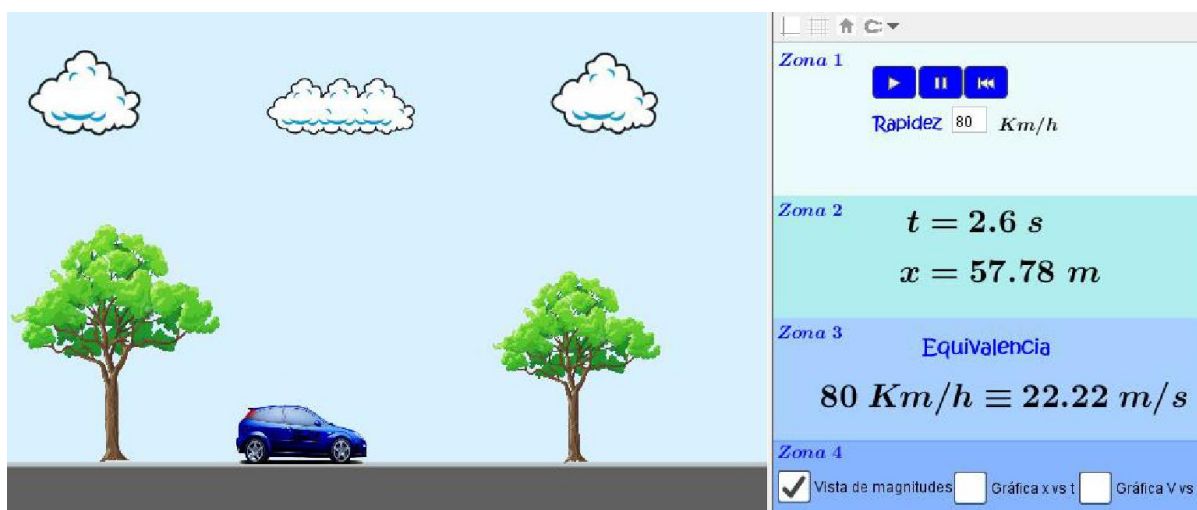 Zona 1
Rapidez 80 Km/h
Zona 2
t = 2.6 s
x = 57.78 m
Zona 3
Equivalencia
80 Km/h ≡ 22.22 m/s
Zona 4
Vista de magnitudes Gráfica x vs t Gráfica V vs